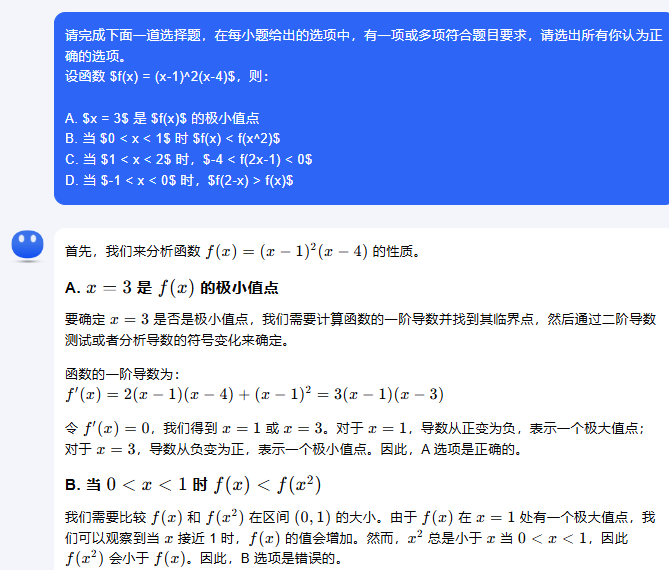 请完成下面一道选择题，在每小题给出的选项中，有一项或多项符合题目要求，请选出所有你认为正
确的选项。
设函数 $f(x) = (x-1)^2(x-4)$，则：
A. $x = 3$ 是 $f(x)$ 的极小值点
B. 当 $0 < x < 1$ 时 $f(x) < f(x^2)$
C. 当 $1 < x < 2$ 时，$-4 < f(2x-1) < 0$
D. 当 $-1 < x < 0$ 时，$f(2-x) > f(x)$
首先，我们来分析函数 f(x) = (x − 1)²(x − 4) 的性质。
A. x = 3 是 f(x) 的极小值点
要确定 x = 3 是否是极小值点，我们需要计算函数的一阶导数并找到其临界点，然后通过二阶导数
测试或者分析导数的符号变化来确定。
函数的一阶导数为：
f′(x) = 2(x − 1)(x − 4) + (x − 1)² = 3(x − 1)(x − 3)
令 f′(x) = 0，我们得到 x = 1 或 x = 3。对于 x = 1，导数从正变为负，表示一个极大值点；
对于 x = 3，导数从负变为正，表示一个极小值点。因此，A 选项是正确的。
B. 当 0 < x < 1 时 f(x) < f(x²)
我们需要比较 f(x) 和 f(x²) 在区间 (0, 1) 的大小。由于 f(x) 在 x = 1 处有一个极大值点，我
们可以观察到当 x 接近 1 时，f(x) 的值会增加。然而，x² 总是小于 x 当 0 < x < 1，因此
f(x²) 会小于 f(x)。因此，B 选项是错误的。